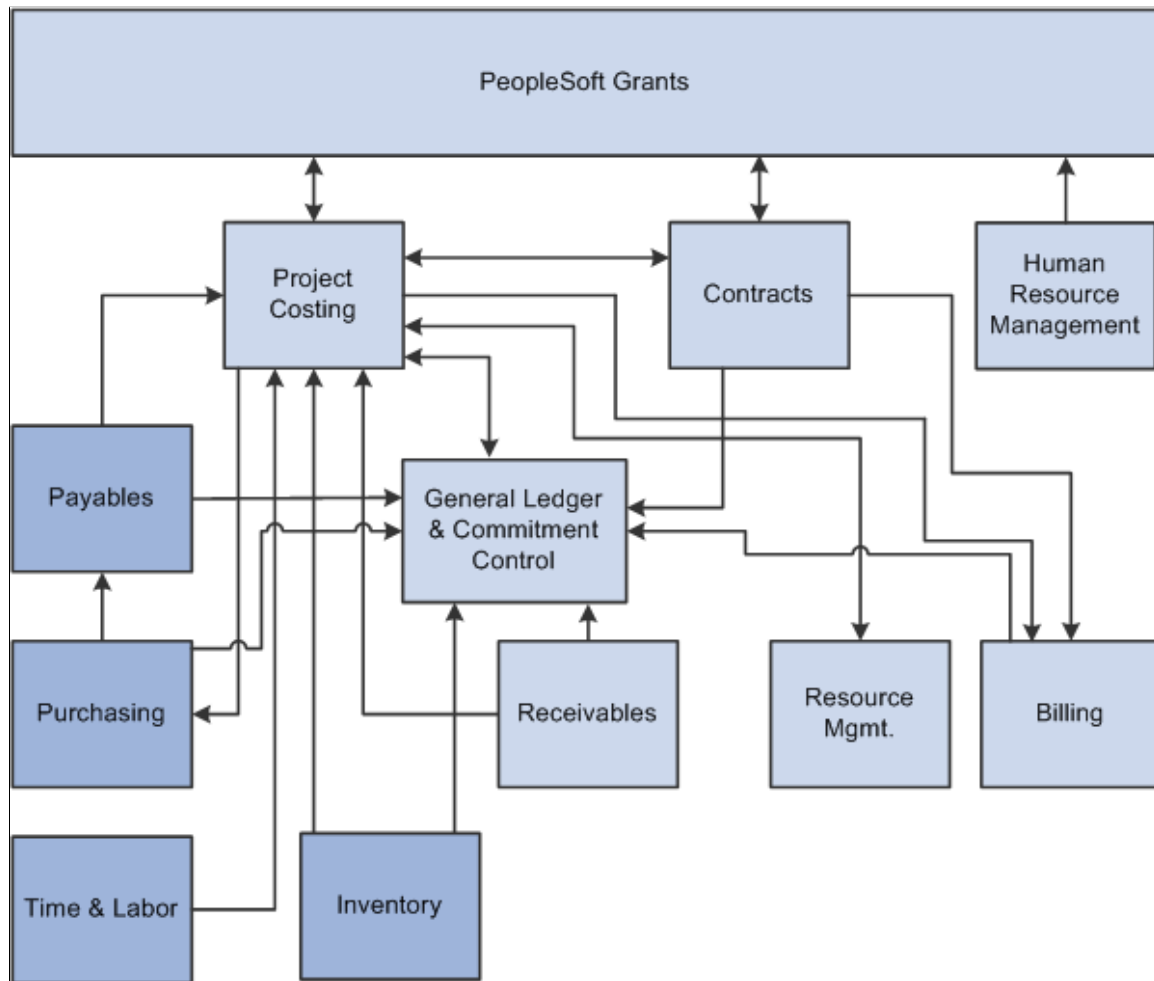 PeopleSoft Grants
Project
Costing
Contracts
Human
Resource
Management
Payables
General Ledger
& Commitment
Control
Purchasing
Receivables
Resource
Mgmt.
Billing
Time & Labor
Inventory